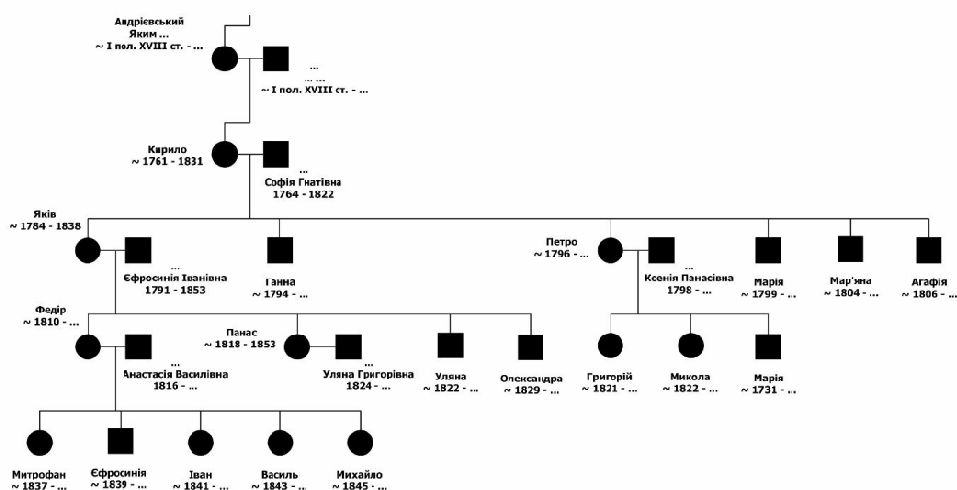 Андрієвський
Яким ...
~ I пол. XVIII ст. - ...
...
... ...
~ I пол. XVIII ст. - ...
Кирило
~ 1761 - 1831
...
Софія Гнатівна
1764 - 1822
Яків
~ 1784 - 1838
...
Єфросинія Іванівна
1791 - 1853
Ганна
~ 1794 - ...
Петро
~ 1796 - ...
...
Ксенія Панасівна
1798 - ...
Марія
~ 1799 - ...
Мар'яна
~ 1804 - ...
Агафія
~ 1806 - ...
Федір
~ 1810 - ...
...
Анастасія Василівна
1816 - ...
Панас
~ 1818 - 1853
...
Уляна Григорівна
1824 - ...
Уляна
~ 1822 - ...
Олександра
~ 1829 - ...
Григорій
~ 1821 - ...
Микола
~ 1822 - ...
Марія
~ 1731 - ...
Митрофан
~ 1837 - ...
Єфросинія
~ 1839 - ...
Іван
~ 1841 - ...
Василь
~ 1843 - ...
Михайло
~ 1845 - ...